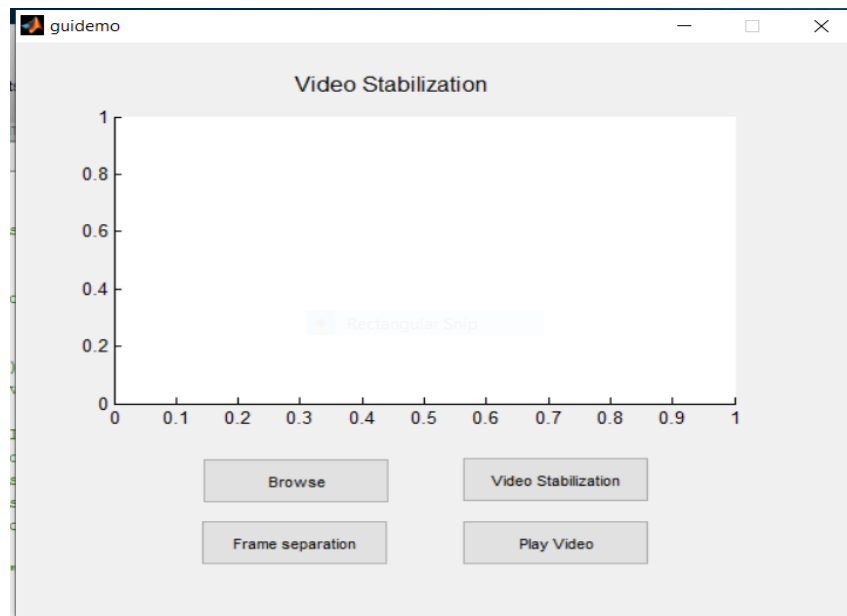 guidemo
Video Stabilization
1
0.8
0.6
0.4
0.2
0
0 0.1 0.2 0.3 0.4 0.5 0.6 0.7 0.8 0.9 1
Rectangular Snip
Browse
Video Stabilization
Frame separation
Play Video